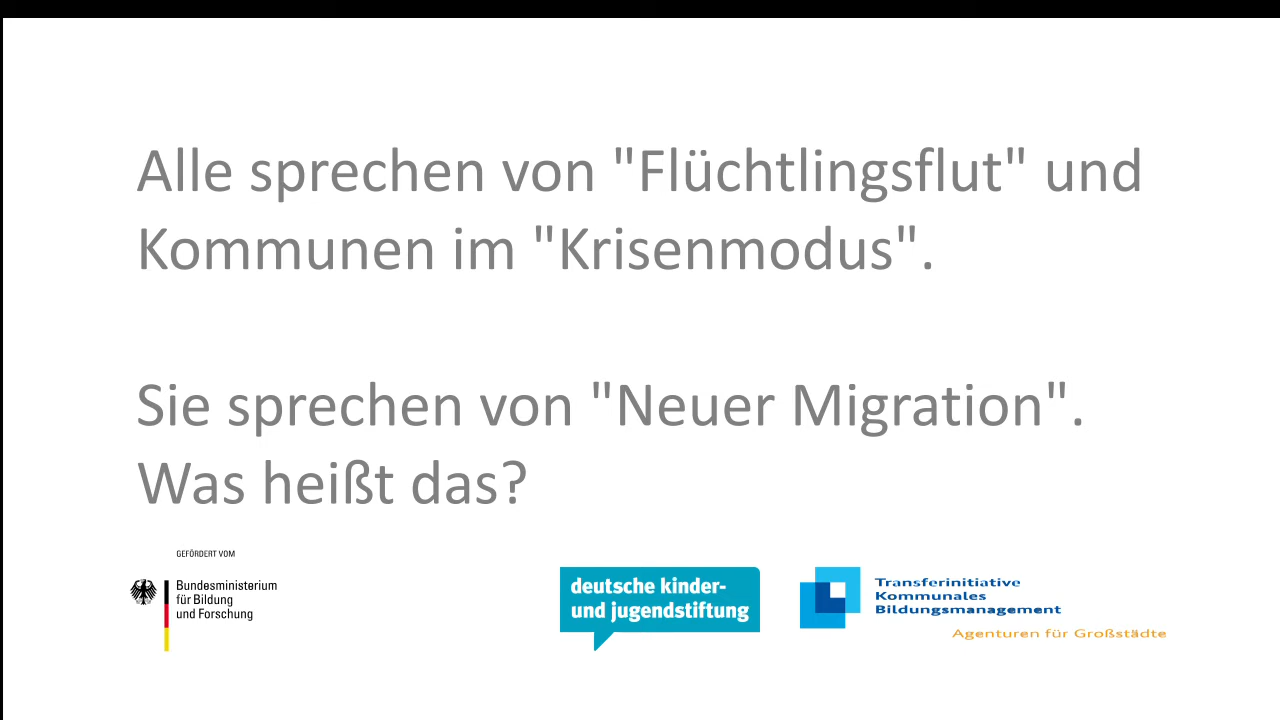 Alle sprechen von "Flüchtlingsflut" und
Kommunen im "Krisenmodus".
Sie sprechen von "Neuer Migration".
Was heißt das?
GEFÖRDERT VOM
Bundesministerium
für Bildung
und Forschung
deutsche kinder-
und jugendstiftung
Transferinitiative
Kommunales
Bildungsmanagement
Agenturen für Großstädte